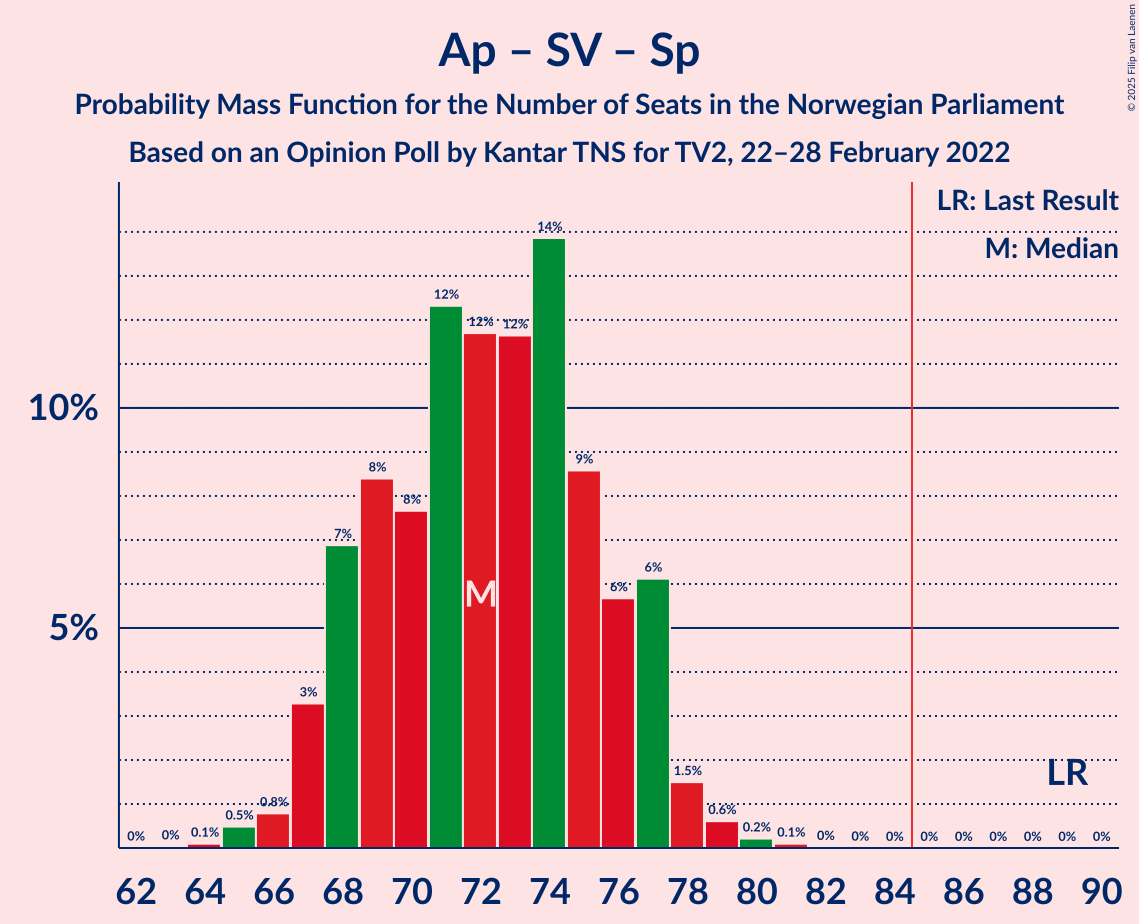 Ap – SV – Sp
Probability Mass Function for the Number of Seats in the Norwegian Parliament
Based on an Opinion Poll by Kantar TNS for TV2, 22–28 February 2022
© 2025 Filip van Laenen
LR: Last Result
M: Median
10%
5%
0% 0% 0.1% 0.5% 0.8% 3% 7% 8% 8% 12% 12% 12% 14% 9% 6% 6% 1.5% 0.6% 0.2% 0.1% 0% 0% 0% 0% 0% 0% 0% 0% 0%
M
LR
62 64 66 68 70 72 74 76 78 80 82 84 86 88 90